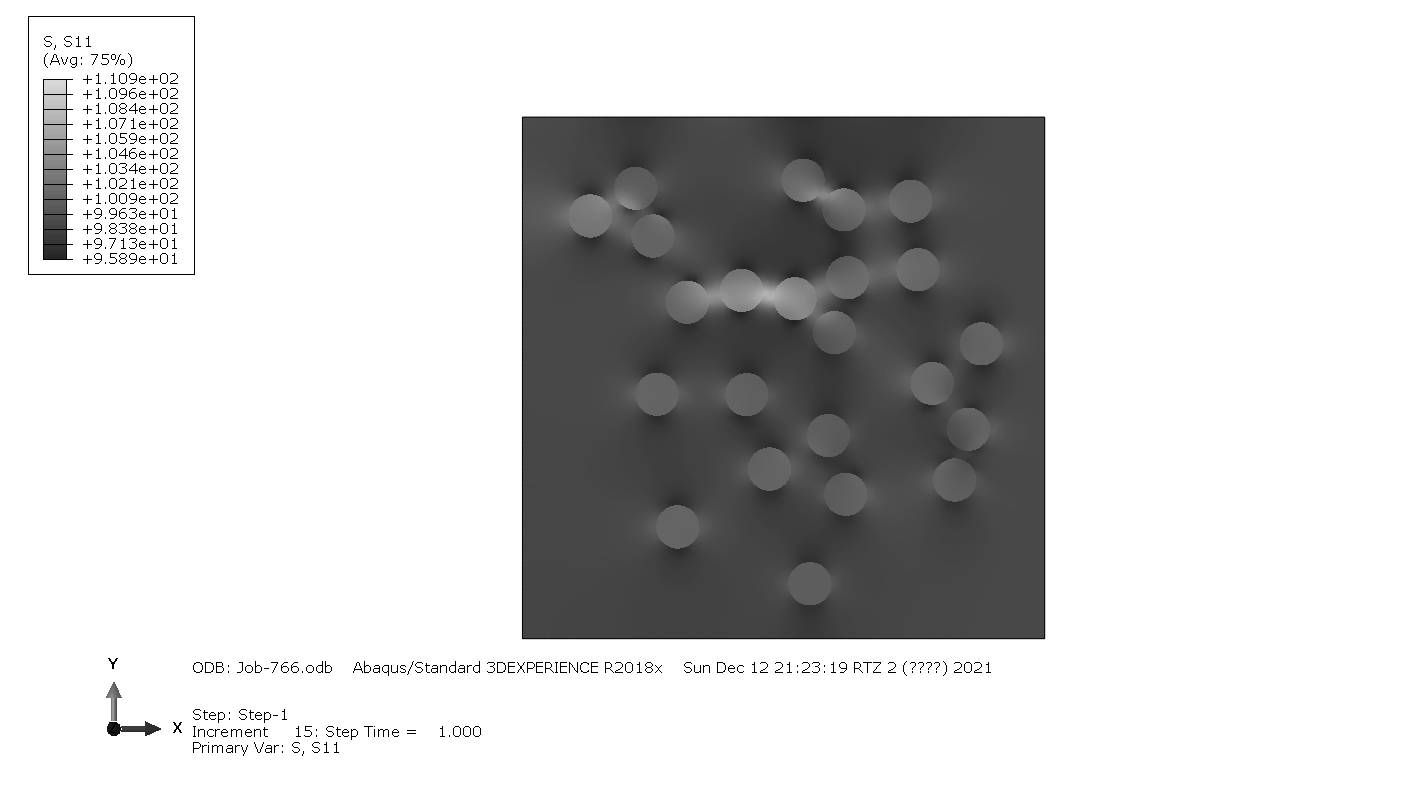 S, S11
(Avg: 75%)
+1.109e+02
+1.096e+02
+1.084e+02
+1.071e+02
+1.059e+02
+1.046e+02
+1.034e+02
+1.021e+02
+1.009e+02
+9.963e+01
+9.838e+01
+9.713e+01
+9.589e+01
Y
X
ODB: Job-766.odb    Abaqus/Standard 3DEXPERIENCE R2018x    Sun Dec 12 21:23:19 RTZ 2 (????) 2021
Step: Step-1
Increment    15: Step Time =    1.000
Primary Var: S, S11